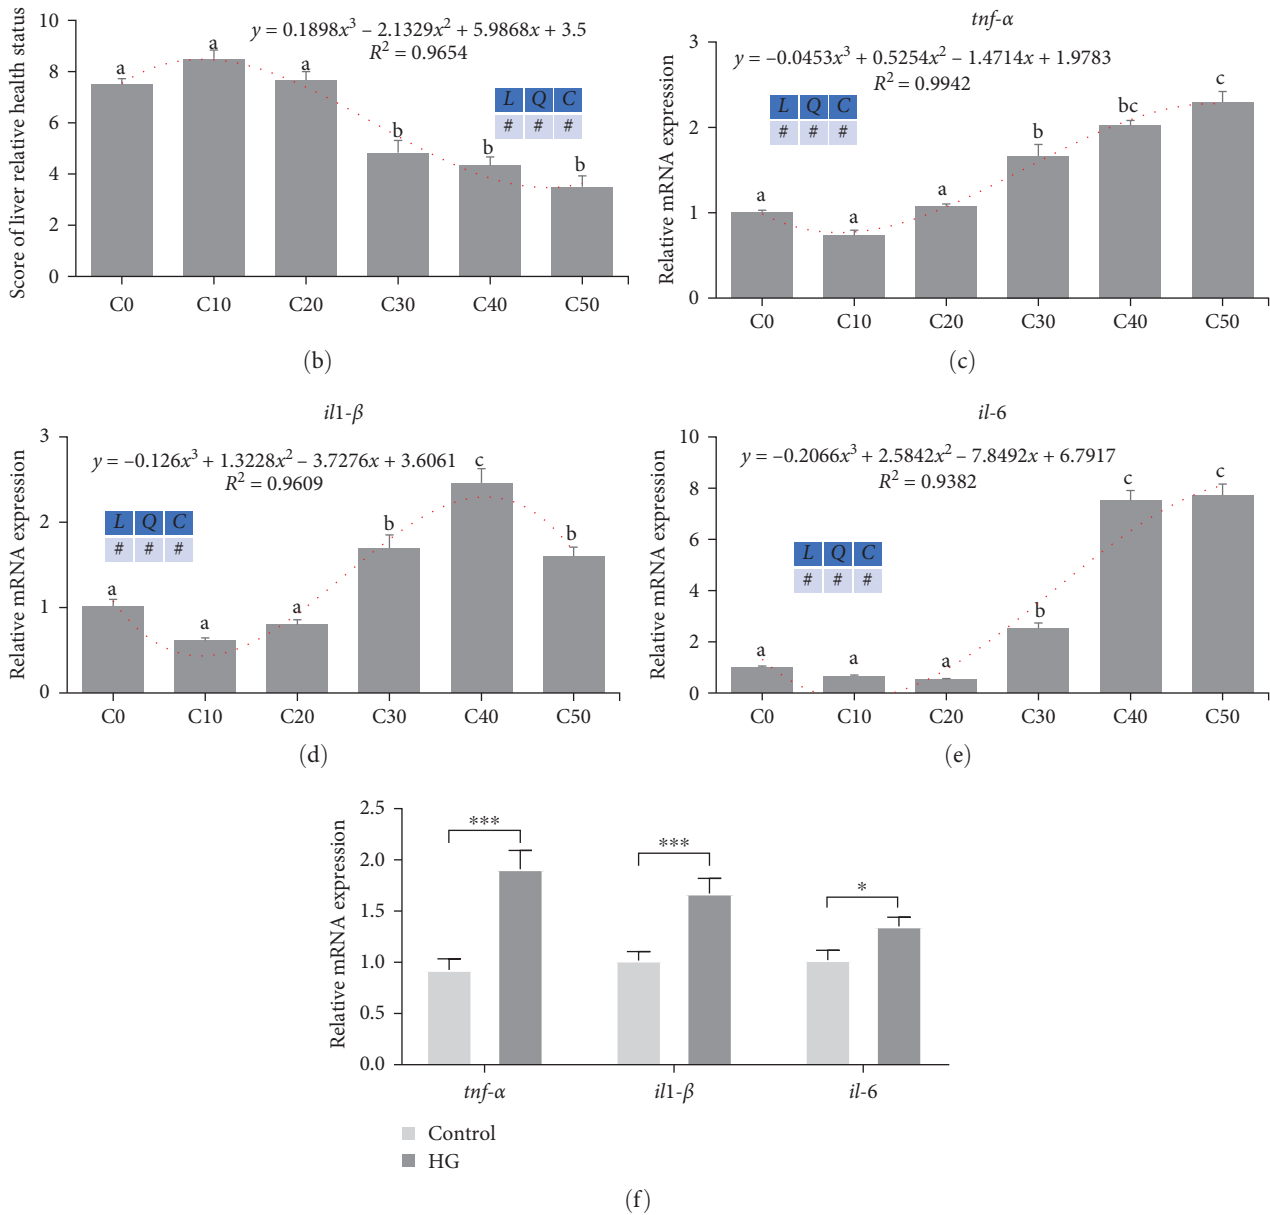 Score of liver relative health status
10
8
6
4
2
0
y = 0.1898x³ – 2.1329x² + 5.9868x + 3.5
R² = 0.9654
L Q C
# # #
a
a
a
b
b
b
C0 C10 C20 C30 C40 C50
(b)
tnf-α
Relative mRNA expression
3
2
1
0
y = –0.0453x³ + 0.5254x² – 1.4714x + 1.9783
R² = 0.9942
L Q C
# # #
a
a
a
b
bc
c
C0 C10 C20 C30 C40 C50
(c)
il1-β
Relative mRNA expression
3
2
1
0
y = –0.126x³ + 1.3228x² – 3.7276x + 3.6061
R² = 0.9609
L Q C
# # #
a
a
a
b
c
b
C0 C10 C20 C30 C40 C50
(d)
il-6
Relative mRNA expression
10
8
6
4
2
0
y = –0.2066x³ + 2.5842x² – 7.8492x + 6.7917
R² = 0.9382
L Q C
# # #
a
a
a
b
c
c
C0 C10 C20 C30 C40 C50
(e)
Relative mRNA expression
2.5
2.0
1.5
1.0
0.5
0.0
***
***
*
tnf-α il1-β il-6
Control
HG
(f)